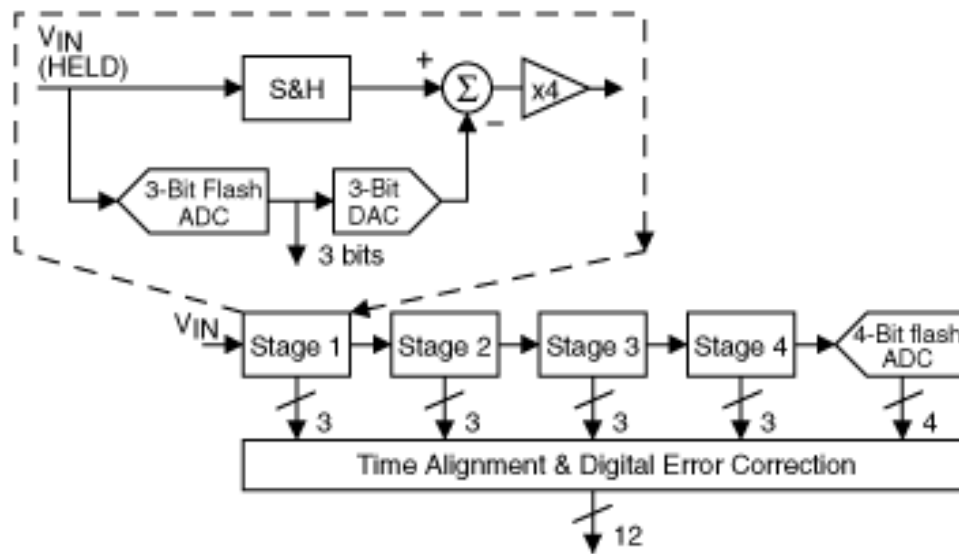 VIN
(HELD)
S&H
+
Σ
−
x4
3-Bit Flash
ADC
3-Bit
DAC
3 bits
VIN
Stage 1
Stage 2
Stage 3
Stage 4
4-Bit flash
ADC
3
3
3
3
4
Time Alignment & Digital Error Correction
12